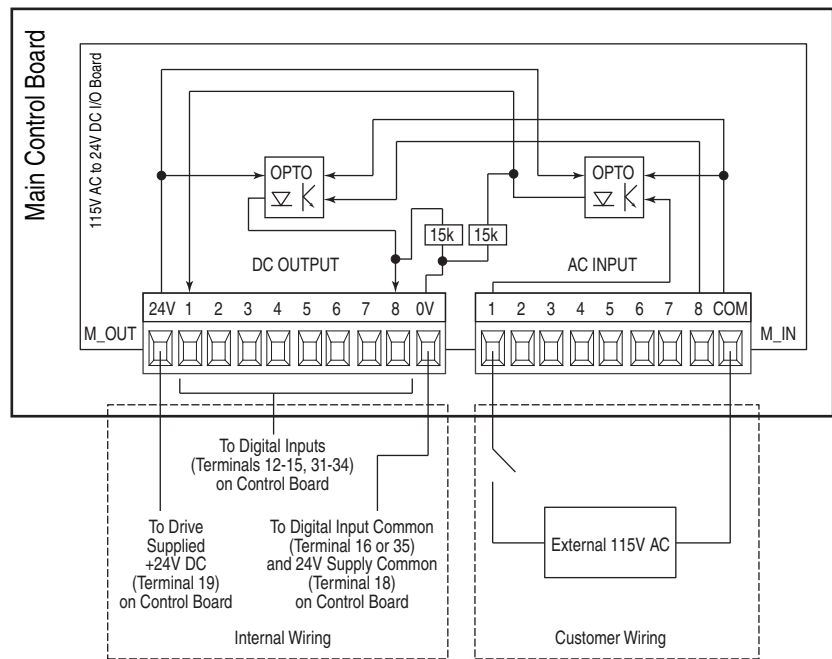 Main Control Board
115V AC to 24V DC I/O Board
OPTO
OPTO
15k
15k
DC OUTPUT
AC INPUT
24V 1 2 3 4 5 6 7 8 0V
1 2 3 4 5 6 7 8 COM
M_OUT
M_IN
To Digital Inputs
(Terminals 12-15, 31-34)
on Control Board
To Drive
Supplied
+24V DC
(Terminal 19)
on Control Board
To Digital Input Common
(Terminal 16 or 35)
and 24V Supply Common
(Terminal 18)
on Control Board
External 115V AC
Internal Wiring
Customer Wiring